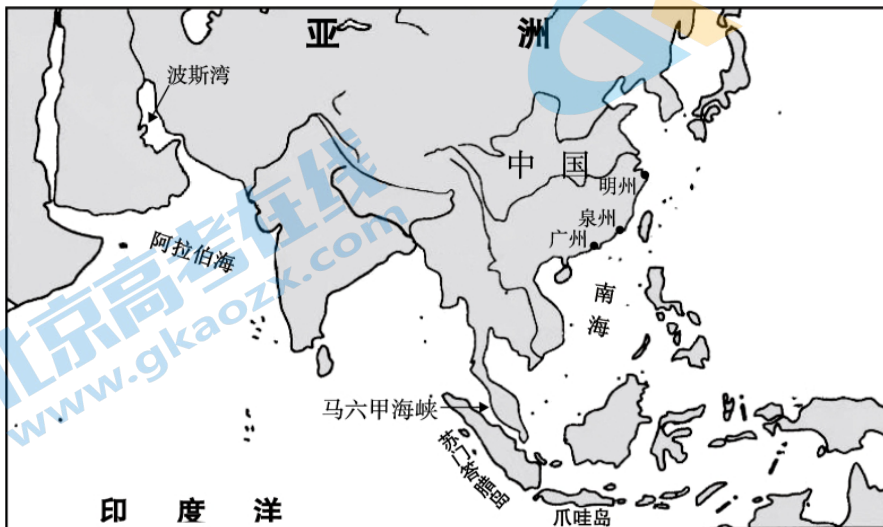 亚 洲
波斯湾
中 国
明州
泉州
广州
阿拉伯海
南海
马六甲海峡
苏门答腊岛
爪哇岛
印 度 洋
北京高考在线
www.gkaozx.com